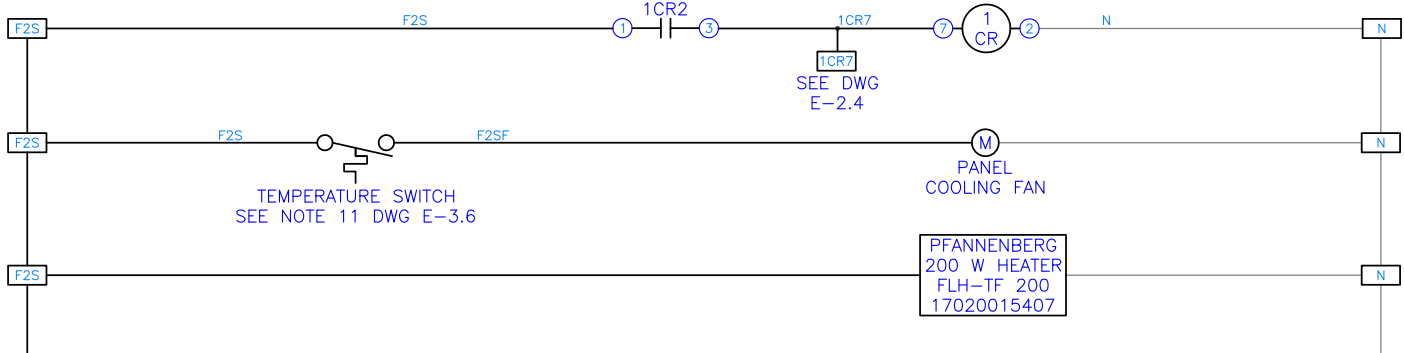 1CR2
F2S F2S 1 3 1CR7 7 1 2 N N
CR
1CR7
SEE DWG
E-2.4
F2S F2S F2SF M N
PANEL
COOLING FAN
TEMPERATURE SWITCH
SEE NOTE 11 DWG E-3.6
F2S N
PFANNENBERG
200 W HEATER
FLH-TF 200
17020015407